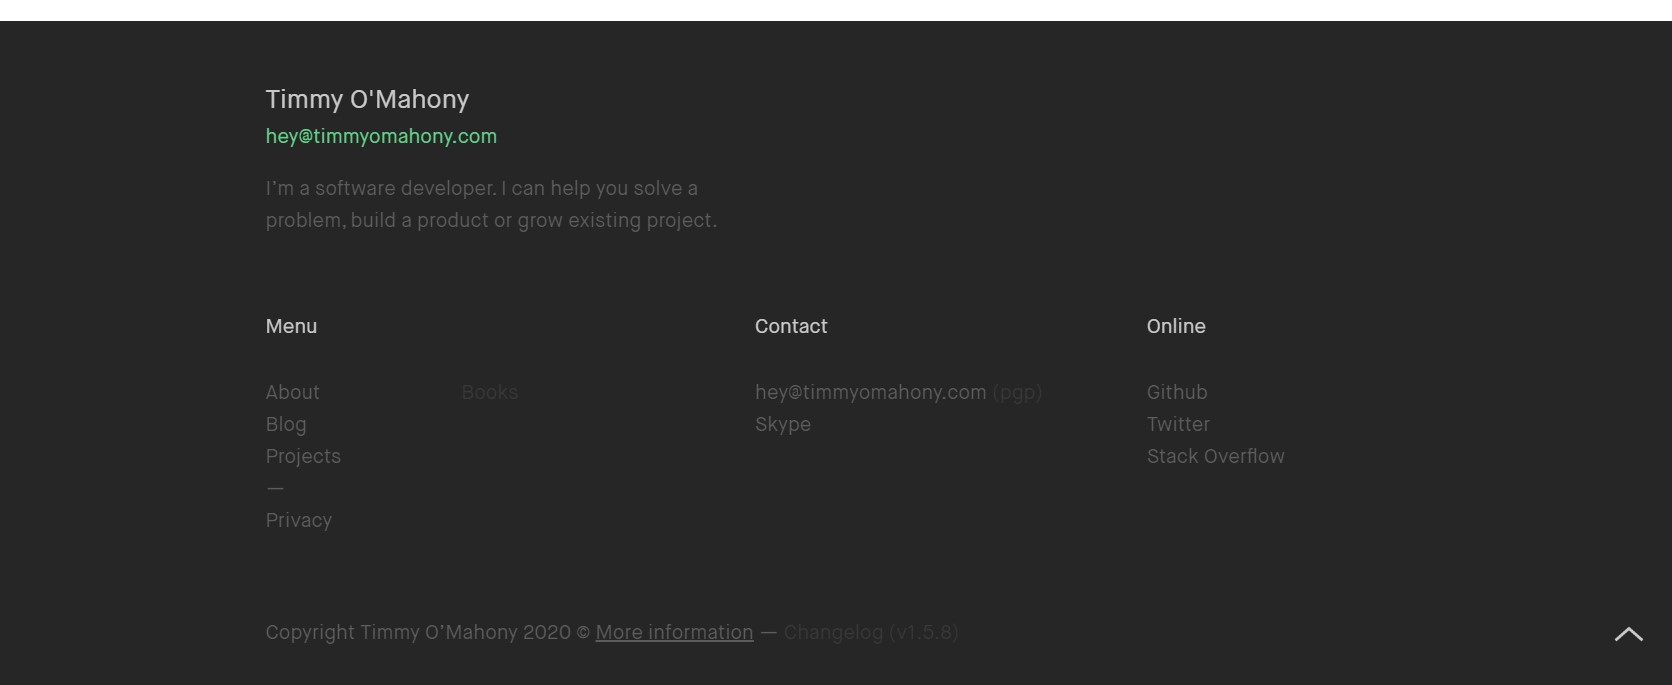 Timmy O'Mahony
hey@timmyomahony.com
I’m a software developer. I can help you solve a
problem, build a product or grow existing project.
Menu
About
Blog
Projects
—
Privacy
Books
Contact
hey@timmyomahony.com (pgp)
Skype
Online
Github
Twitter
Stack Overflow
Copyright Timmy O’Mahony 2020 © More information — Changelog (v1.5.8)